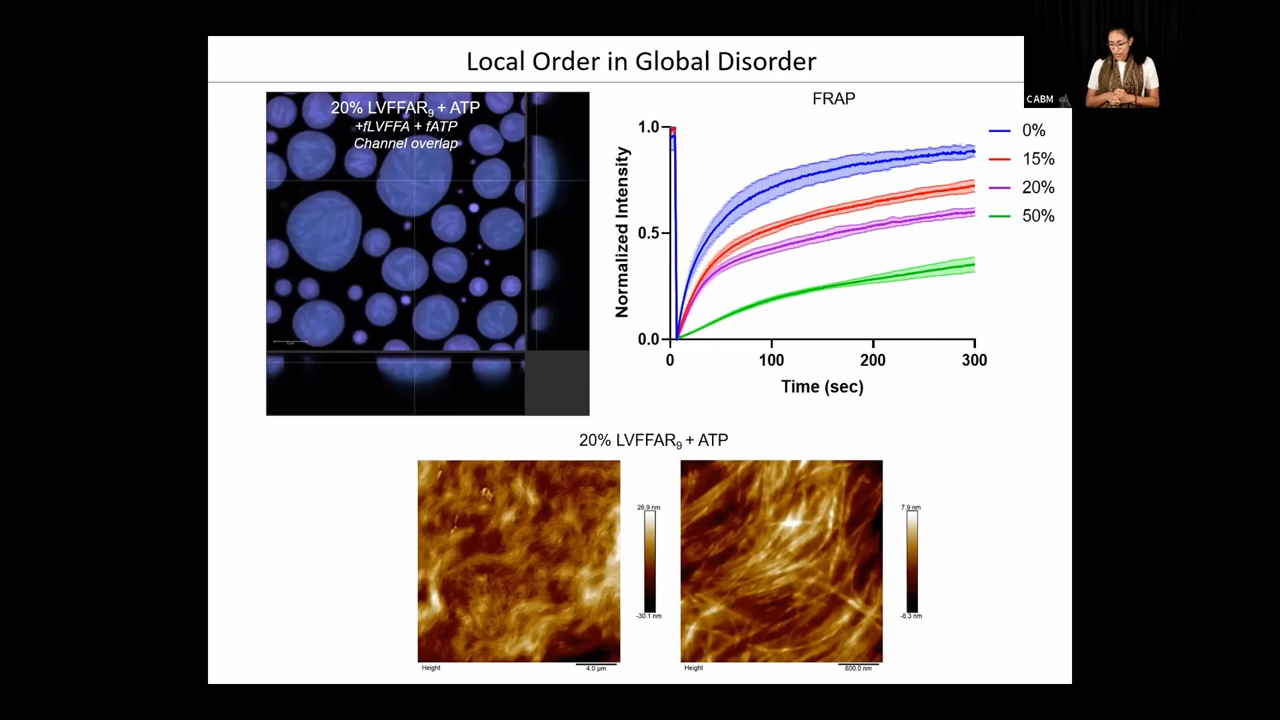 Local Order in Global Disorder
CABM
20% LVFFAR₉ + ATP
+fLVFFA + fATP
Channel overlap
FRAP
Normalized Intensity
1.0
0.5
0.0
0
100
200
300
Time (sec)
0%
15%
20%
50%
20% LVFFAR₉ + ATP
26.9 nm
-30.1 nm
Height
4.0 µm
7.9 nm
-8.3 nm
Height
600.0 nm